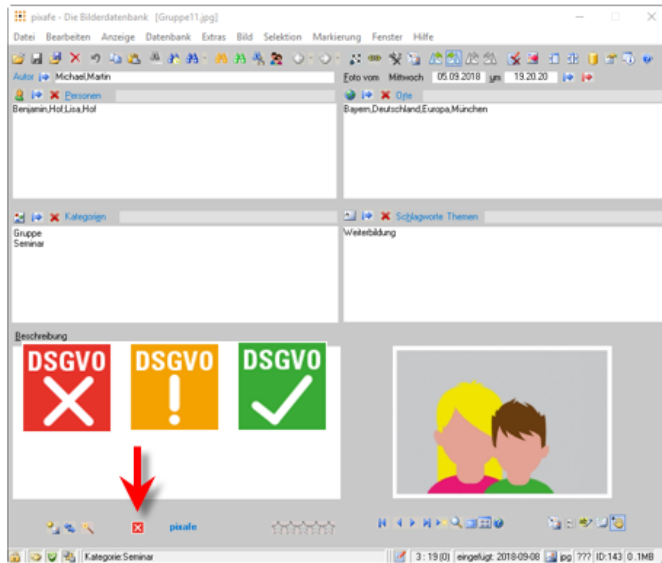 pixafe - Die Bilderdatenbank [Gruppe11.jpg]
Datei Bearbeiten Anzeige Datenbank Extras Bild Selektion Markierung Fenster Hilfe
Autor Michael,Martin
Foto vom Mittwoch 05.09.2018 um 19.20.20
Personen
Orte
Benjamin,Hof,Lisa,Hof
Bayern,Deutschland,Europa,München
Kategorien
Schlagworte Themen
Gruppe
Seminar
Weiterbildung
Beschreibung
DSGVO DSGVO DSGVO
pixafe
Kategorie:Seminar
3 : 19 (0) eingefügt: 2018-09-08 jpg ??? ID:143 0.1MB